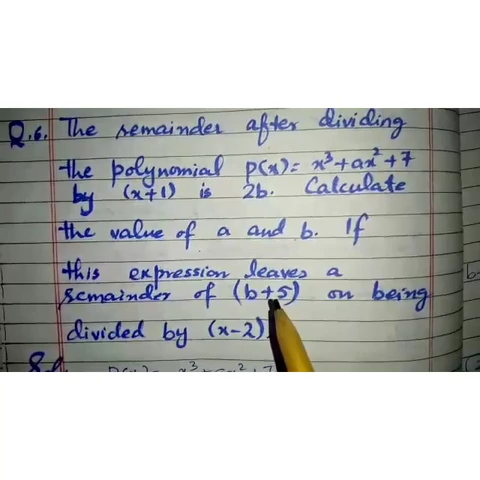 Q.6. The remainder after dividing
the polynomial P(x)= x³+ax²+7
by (x+1) is 2b. Calculate
the value of a and b. If
this expression leaves a
remainder of (b+5) on being
divided by (x-2).